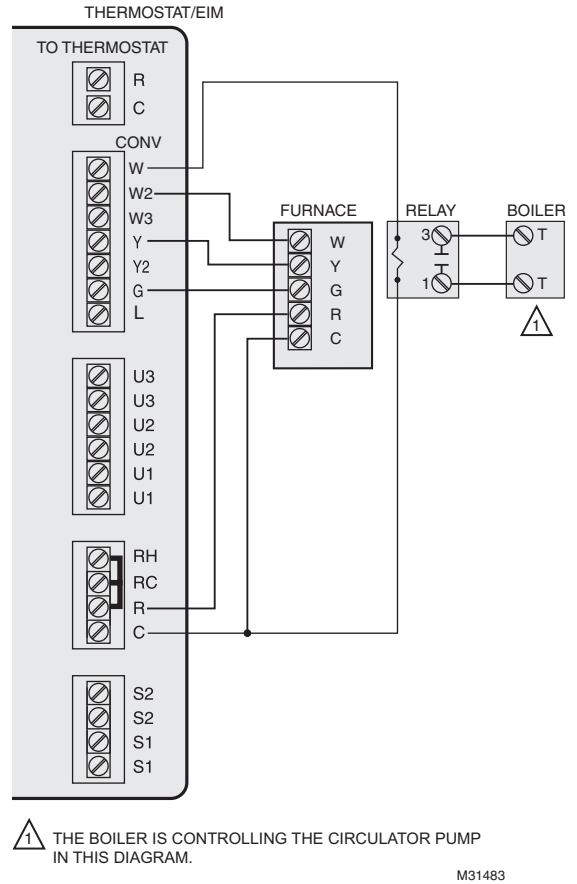 THERMOSTAT/EIM
TO THERMOSTAT
R
C
CONV
W
W2
W3
Y
Y2
G
L
U3
U3
U2
U2
U1
U1
RH
RC
R
C
S2
S2
S1
S1
FURNACE
W
Y
G
R
C
RELAY
3
1
BOILER
T
T
1
1 THE BOILER IS CONTROLLING THE CIRCULATOR PUMP
IN THIS DIAGRAM.
M31483